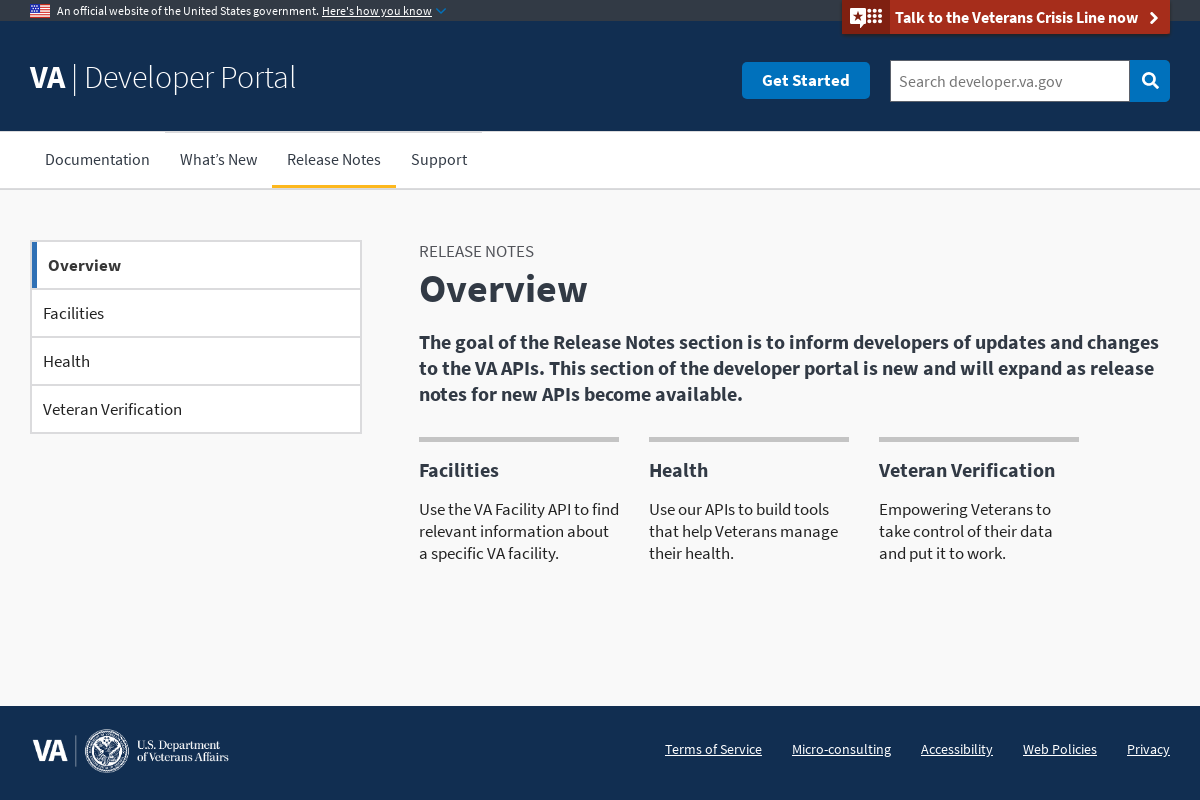 An official website of the United States government. Here's how you know
Talk to the Veterans Crisis Line now
VA | Developer Portal
Get Started
Search developer.va.gov
Documentation
What’s New
Release Notes
Support
Overview
Facilities
Health
Veteran Verification
RELEASE NOTES
Overview
The goal of the Release Notes section is to inform developers of updates and changes
to the VA APIs. This section of the developer portal is new and will expand as release
notes for new APIs become available.
Facilities
Use the VA Facility API to find
relevant information about
a specific VA facility.
Health
Use our APIs to build tools
that help Veterans manage
their health.
Veteran Verification
Empowering Veterans to
take control of their data
and put it to work.
VA
U.S. Department
of Veterans Affairs
Terms of Service
Micro-consulting
Accessibility
Web Policies
Privacy